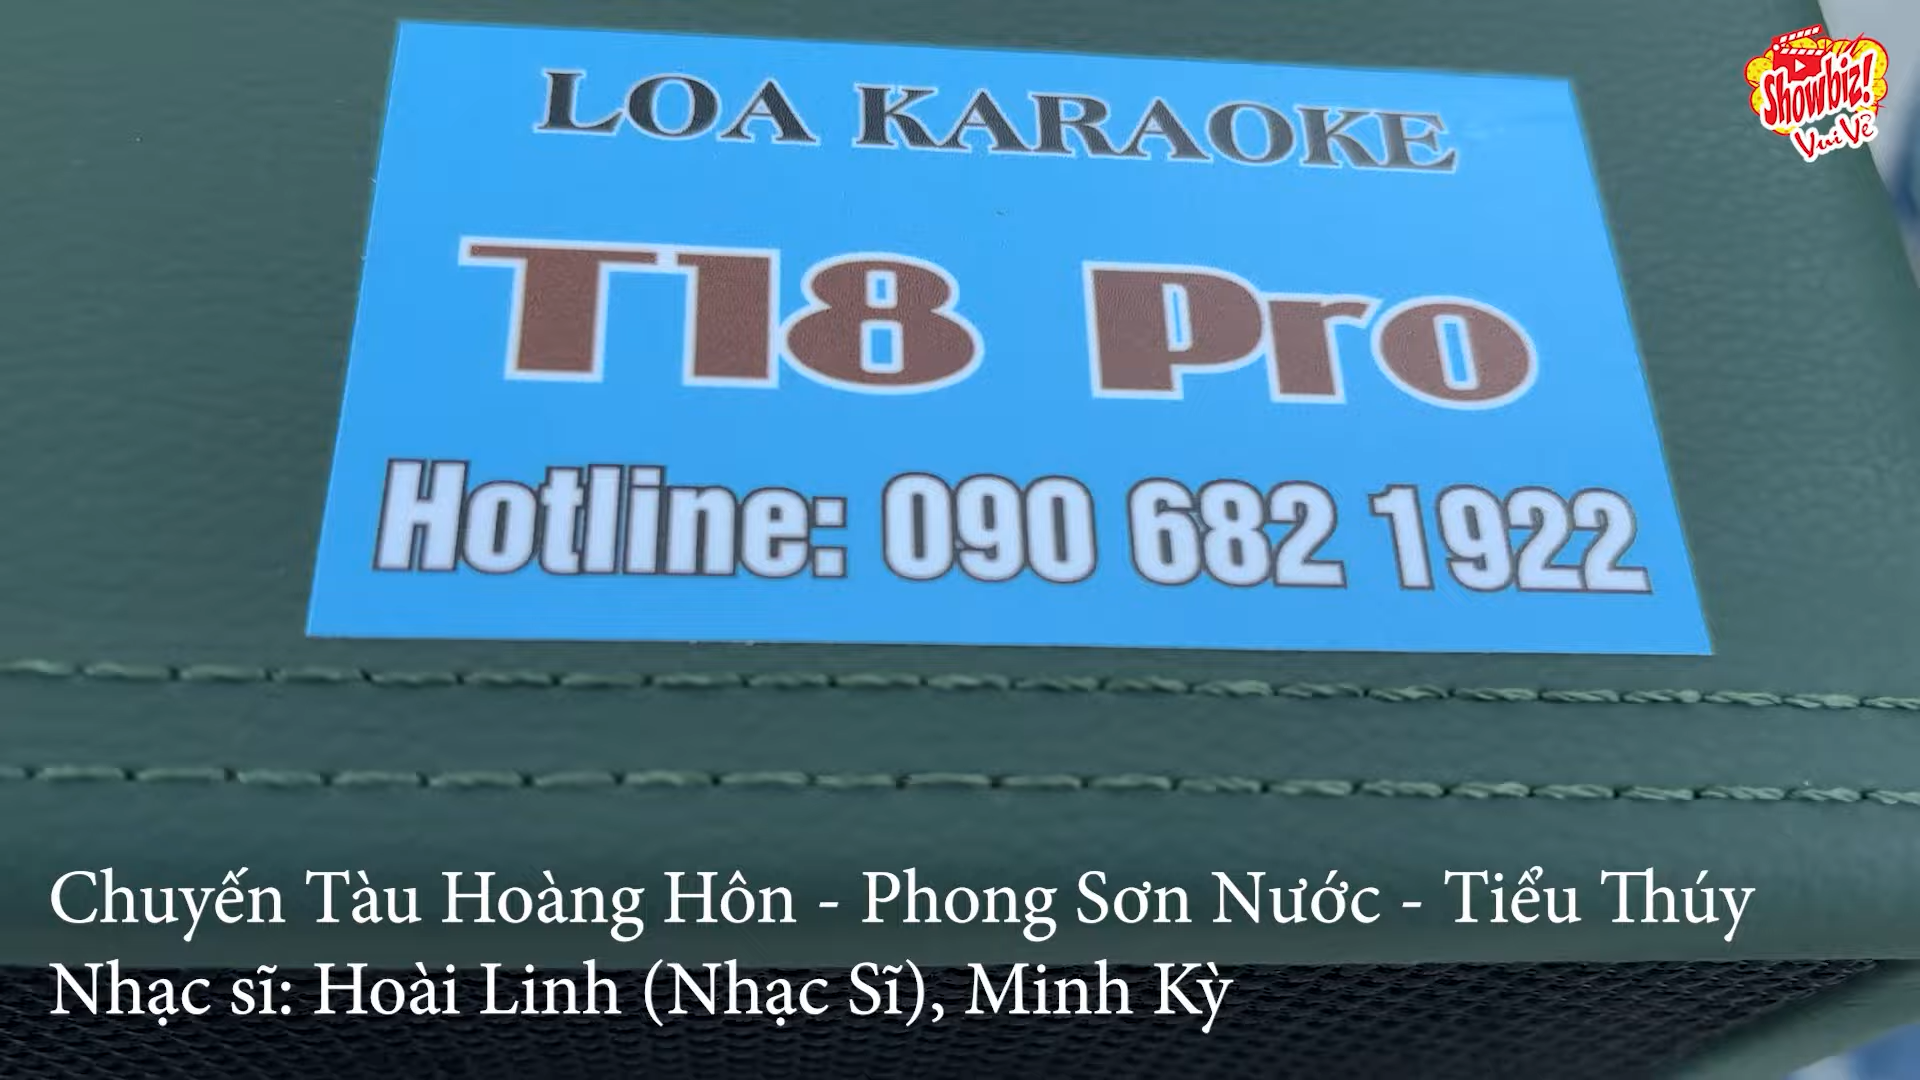 LOA KARAOKE
T18 Pro
Hotline: 090 682 1922
Showbiz!
Vui Vẻ
Chuyến Tàu Hoàng Hôn - Phong Sơn Nước - Tiểu Thúy
Nhạc sĩ: Hoài Linh (Nhạc Sĩ), Minh Kỳ